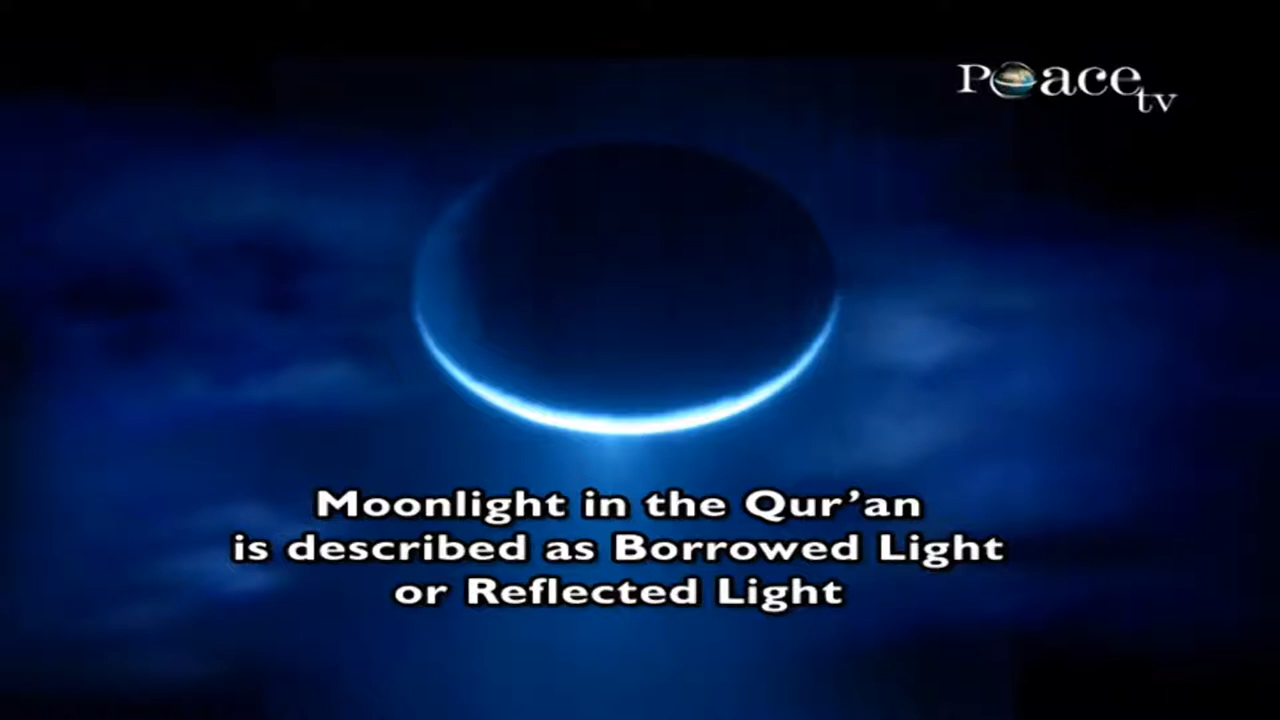 Peace tv
Moonlight in the Qur’an
is described as Borrowed Light
or Reflected Light